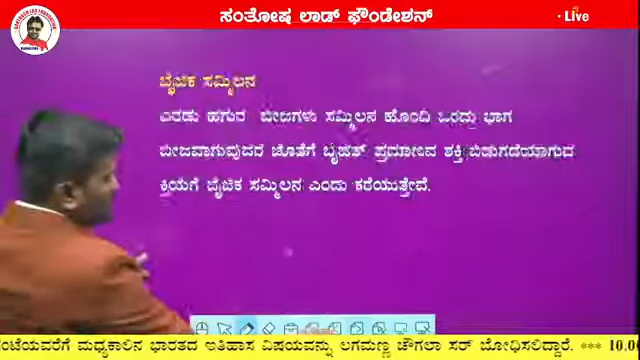 ಸಂತೋಷ ಲಾಡ್ ಫೌಂಡೇಶನ್
Live
ಬೈಜಿಕ ಸಮ್ಮಿಲನ
ಎರಡು ಹಗುರ ಬೀಜಗಳು ಸಮ್ಮಿಲನ ಹೊಂದಿ ಒಂದು ಭಾರ
ಬೀಜವಾಗುವುದರ ಜೊತೆಗೆ ಬೃಹತ್ ಪ್ರಮಾಣದ ಶಕ್ತಿ ಬಿಡುಗಡೆಯಾಗುವ
ಕ್ರಿಯೆಗೆ ಬೈಜಿಕ ಸಮ್ಮಿಲನ ಎಂದು ಕರೆಯುತ್ತೇವೆ.
ಗಂಟೆಯವರೆಗೆ ಮಧ್ಯಕಾಲಿನ ಭಾರತದ ಇತಿಹಾಸ ವಿಷಯವನ್ನು ಲಗಮಣ್ಣ ಚೌಗಲಾ ಸರ್ ಬೋಧಿಸಲಿದ್ದಾರೆ. *** 10.0